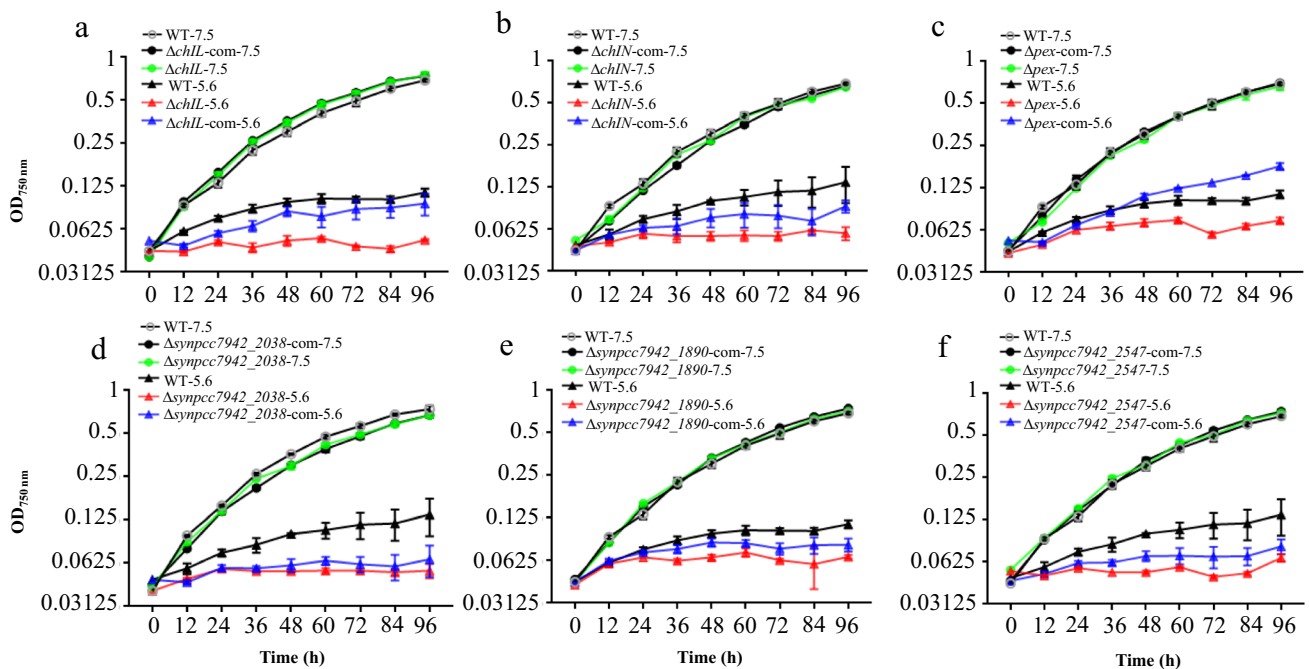 a
WT-7.5
ΔchlL-com-7.5
ΔchlL-7.5
WT-5.6
ΔchlL-5.6
ΔchlL-com-5.6
b
WT-7.5
ΔchlN-com-7.5
ΔchlN-7.5
WT-5.6
ΔchlN-5.6
ΔchlN-com-5.6
c
WT-7.5
Δpex-com-7.5
Δpex-7.5
WT-5.6
Δpex-5.6
Δpex-com-5.6
OD750 nm
1
0.5
0.25
0.125
0.0625
0.03125
0 12 24 36 48 60 72 84 96
1
0.5
0.25
0.125
0.0625
0.03125
0 12 24 36 48 60 72 84 96
1
0.5
0.25
0.125
0.0625
0.03125
0 12 24 36 48 60 72 84 96
d
WT-7.5
Δsynpcc7942_2038-com-7.5
Δsynpcc7942_2038-7.5
WT-5.6
Δsynpcc7942_2038-5.6
Δsynpcc7942_2038-com-5.6
e
WT-7.5
Δsynpcc7942_1890-com-7.5
Δsynpcc7942_1890-7.5
WT-5.6
Δsynpcc7942_1890-5.6
Δsynpcc7942_1890-com-5.6
f
WT-7.5
Δsynpcc7942_2547-com-7.5
Δsynpcc7942_2547-7.5
WT-5.6
Δsynpcc7942_2547-5.6
Δsynpcc7942_2547-com-5.6
OD750 nm
1
0.5
0.25
0.125
0.0625
0.03125
0 12 24 36 48 60 72 84 96
Time (h)
1
0.5
0.25
0.125
0.0625
0.03125
0 12 24 36 48 60 72 84 96
Time (h)
1
0.5
0.25
0.125
0.0625
0.03125
0 12 24 36 48 60 72 84 96
Time (h)